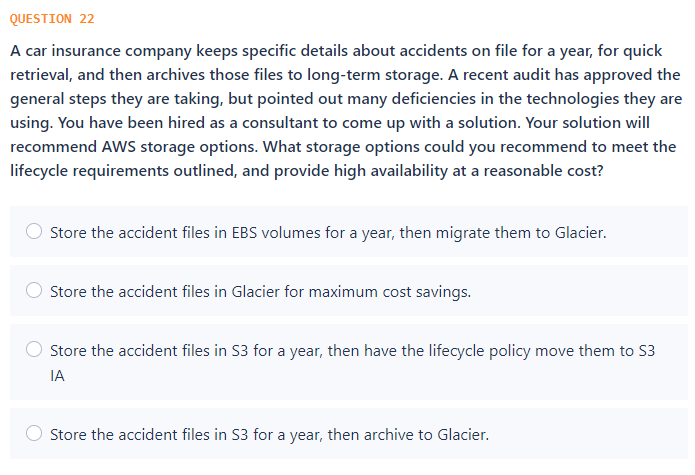 QUESTION 22
A car insurance company keeps specific details about accidents on file for a year, for quick
retrieval, and then archives those files to long-term storage. A recent audit has approved the
general steps they are taking, but pointed out many deficiencies in the technologies they are
using. You have been hired as a consultant to come up with a solution. Your solution will
recommend AWS storage options. What storage options could you recommend to meet the
lifecycle requirements outlined, and provide high availability at a reasonable cost?
Store the accident files in EBS volumes for a year, then migrate them to Glacier.
Store the accident files in Glacier for maximum cost savings.
Store the accident files in S3 for a year, then have the lifecycle policy move them to S3
IA
Store the accident files in S3 for a year, then archive to Glacier.